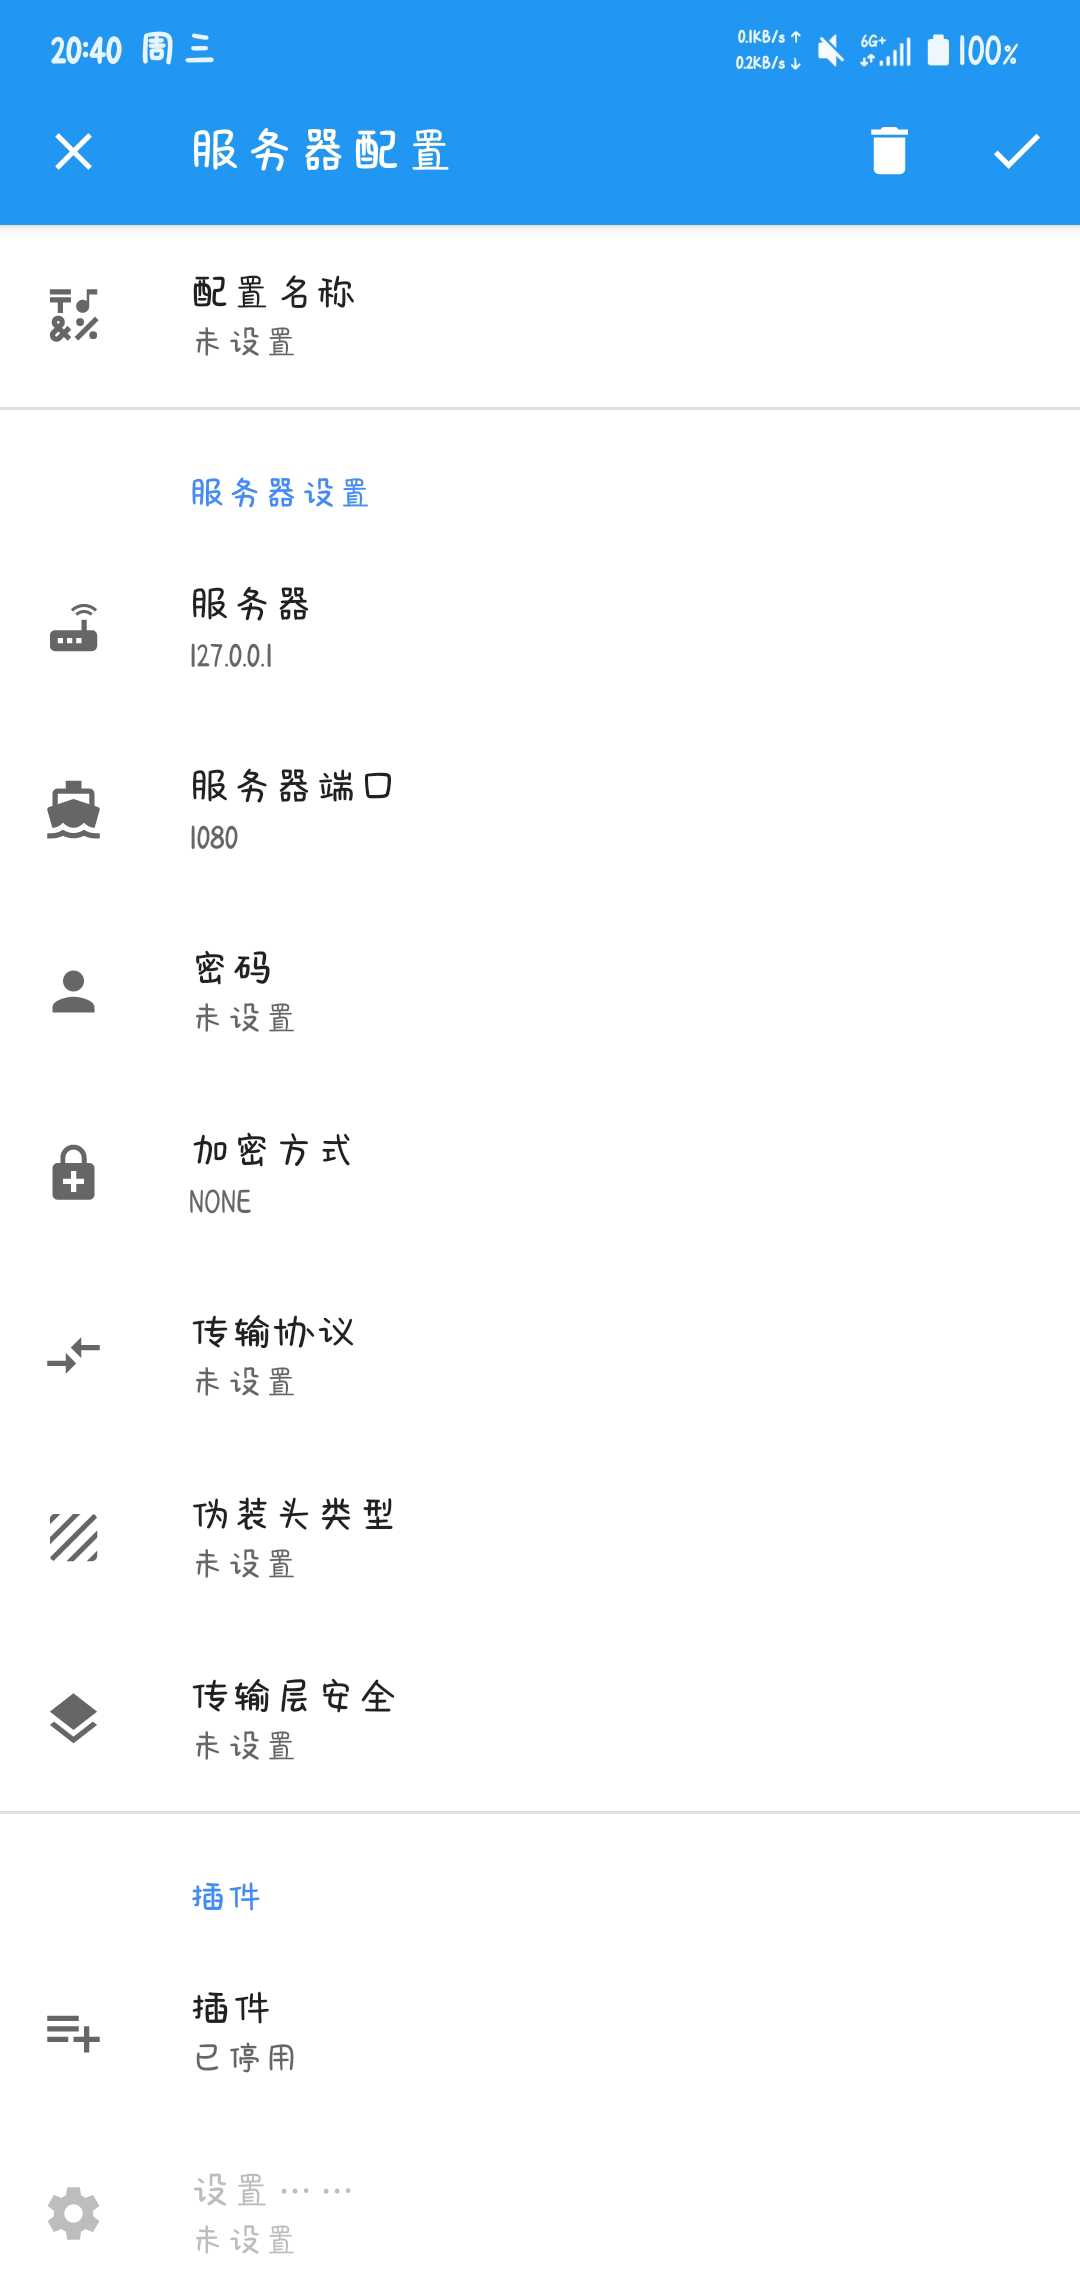 20:40 周三
0.1KB/s ↑
0.2KB/s ↓
6G+
100%
服务器配置
配置名称
未设置
服务器设置
服务器
127.0.0.1
服务器端口
1080
密码
未设置
加密方式
NONE
传输协议
未设置
伪装头类型
未设置
传输层安全
未设置
插件
插件
已停用
设置……
未设置